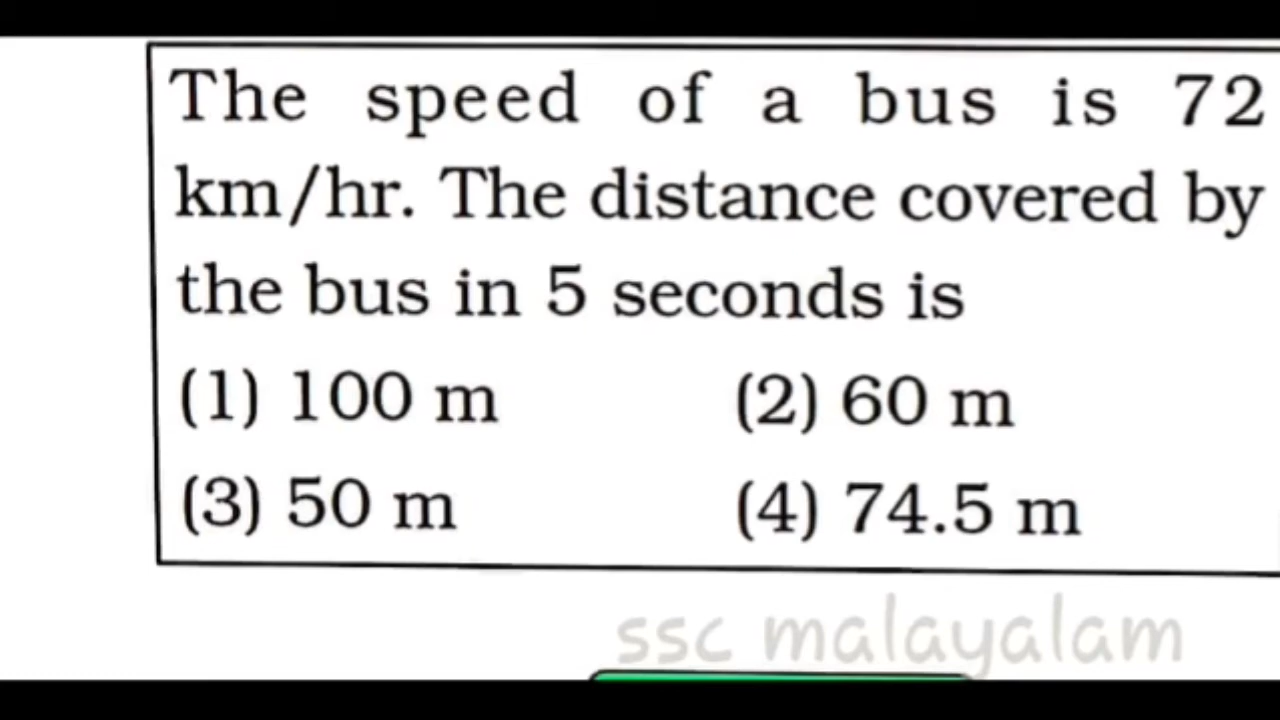 The speed of a bus is 72
km/hr. The distance covered by
the bus in 5 seconds is
(1) 100 m (2) 60 m
(3) 50 m (4) 74.5 m
ssc malayalam